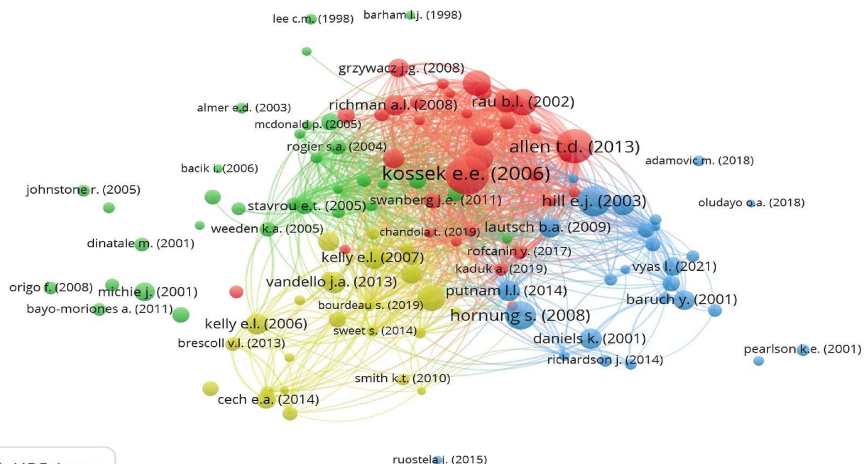 lee c.m. (1998)
barham l.j. (1998)
grzywacz j.g. (2008)
richman a.l. (2008)
rau b.l. (2002)
almer e.d. (2003)
mcdonald p. (2005)
rogier s.a. (2004)
allen t.d. (2013)
adamovic m. (2018)
bacik i. (2006)
kossek e.e. (2006)
johnstone r. (2005)
stavrou e.t. (2005)
swanberg j.e. (2011)
hill e.j. (2003)
oludayo o.a. (2018)
weeden k.a. (2005)
chandola t. (2019)
lautsch b.a. (2009)
dinatale m. (2001)
kelly e.l. (2007)
rofcanin y. (2017)
kaduk a. (2019)
vyas l. (2021)
origo f. (2008)
michie j. (2001)
vandello j.a. (2013)
putnam l.l. (2014)
baruch y. (2001)
bayo-moriones a. (2011)
bourdeau s. (2019)
hornung s. (2008)
kelly e.l. (2006)
sweet s. (2014)
brescoll v.l. (2013)
daniels k. (2001)
pearlson k.e. (2001)
richardson j. (2014)
smith k.t. (2010)
cech e.a. (2014)
ruostela j. (2015)